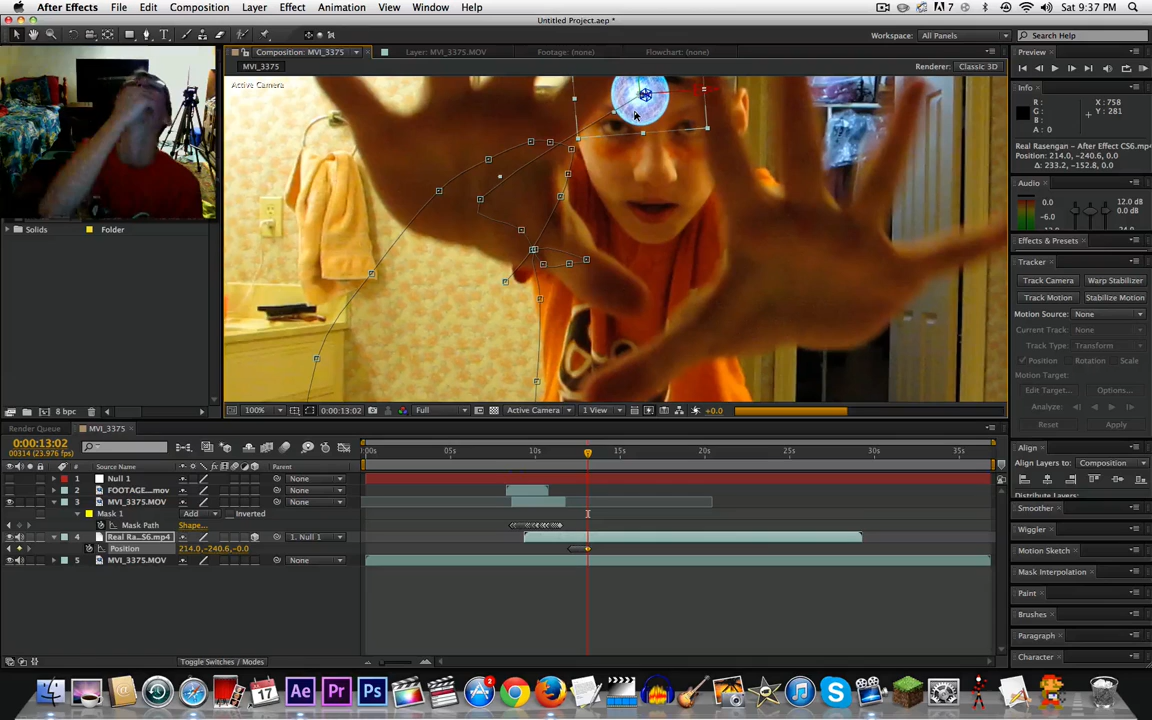 After Effects File Edit Composition Layer Effect Animation View Window Help
7 Sat 9:37 PM
Untitled Project.aep *
Workspace: All Panels
Search Help
Composition: MVI_3375
Layer: MVI_3375.MOV
Footage: (none)
Flowchart: (none)
MVI_3375
Renderer: Classic 3D
Active Camera
Preview
Info
R:
G:
B:
A: 0
X: 758
Y: 281
Real Rasengan - After Effect CS6.mp4
Position: 214.0, -240.6, 0.0
Δ: 233.2, -152.8, 0.0
Audio
0.0
-6.0
12.0 dB
0.0 dB
Effects & Presets
Tracker
Track Camera
Warp Stabilizer
Track Motion
Stabilize Motion
Motion Source: None
Current Track: None
Track Type: Transform
Position
Rotation
Scale
Motion Target:
Edit Target...
Options...
Analyze:
Reset
Apply
Align
Align Layers to: Composition
Distribute Layers:
Smoother
Wiggler
Motion Sketch
Mask Interpolation
Paint
Brushes
Paragraph
Character
Solids
Folder
8 bpc
100%
0:00:13:02
Full
Active Camera
1 View
+0.0
Render Queue
MVI_3375
0:00:13:02
00314 (23.976 fps)
:00s 05s 10s 15s 20s 25s 30s 35s
# Source Name
Parent
1 Null 1
None
2 FOOTAGE....mov
None
3 MVI_3375.MOV
None
Mask 1
Add
Inverted
Mask Path
Shape...
4 Real Ra...S6.mp4
1. Null 1
Position
214.0,-240.6,-0.0
5 MVI_3375.MOV
None
Toggle Switches / Modes